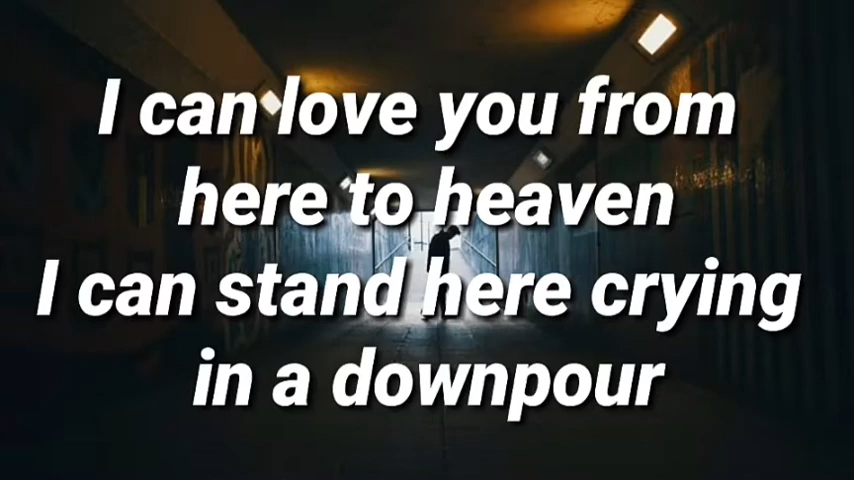 I can love you from
here to heaven
I can stand here crying
in a downpour